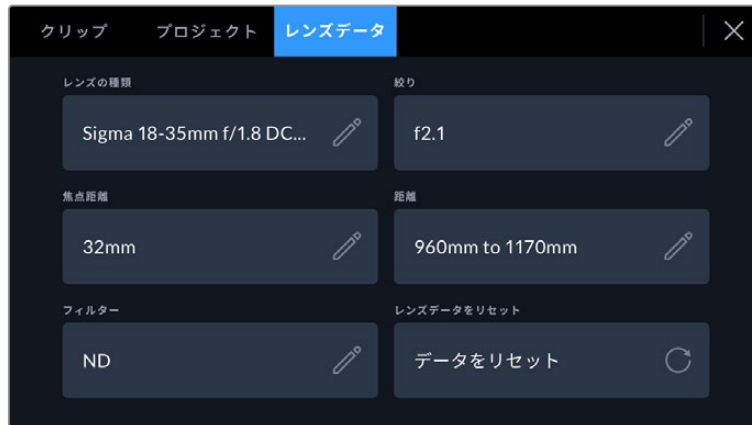 クリップ プロジェクト レンズデータ
レンズの種類 絞り
Sigma 18-35mm f/1.8 DC... f2.1
焦点距離 距離
32mm 960mm to 1170mm
フィルター レンズデータをリセット
ND データをリセット